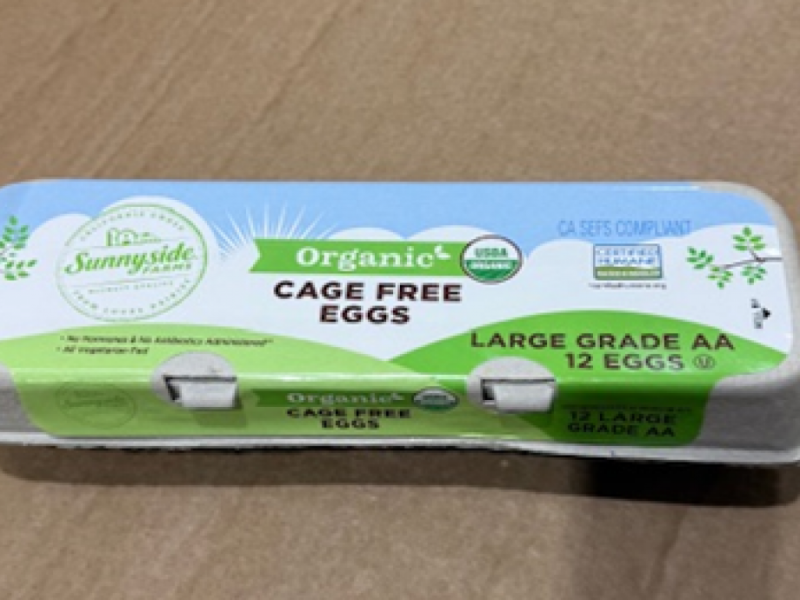 CA SEFS COMPLIANT
Sunnyside
FARMS
Organic
USDA
ORGANIC
CERTIFIED
HUMANE
CAGE FREE
EGGS
• No Hormones & No Antibiotics Administered**
• All Vegetarian Fed
LARGE GRADE AA
12 EGGS
Organic
CAGE FREE
EGGS
12 LARGE
GRADE AA